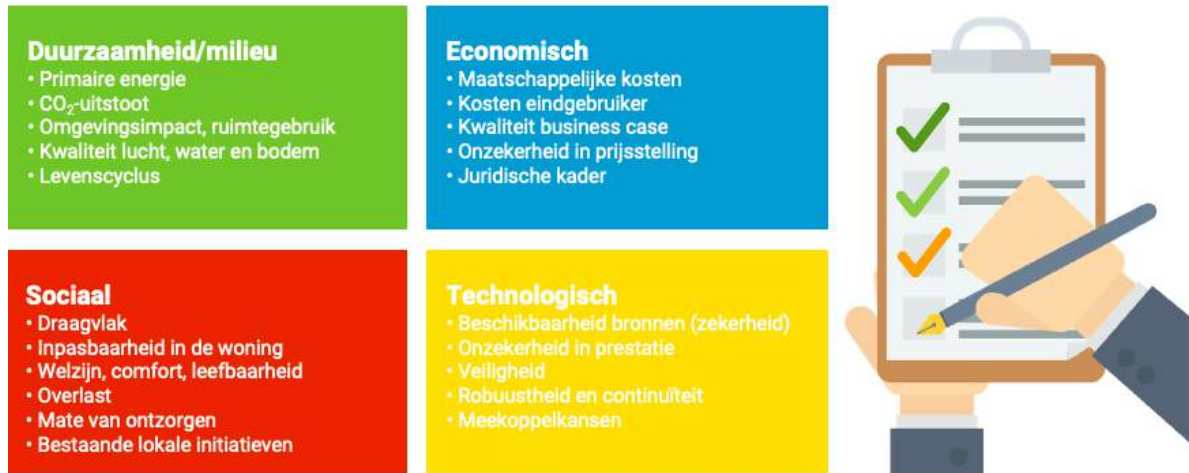 Duurzaamheid/milieu
• Primaire energie
• CO₂-uitstoot
• Omgevingsimpact, ruimtegebruik
• Kwaliteit lucht, water en bodem
• Levenscyclus
Economisch
• Maatschappelijke kosten
• Kosten eindgebruiker
• Kwaliteit business case
• Onzekerheid in prijsstelling
• Juridische kader
Sociaal
• Draagvlak
• Inpasbaarheid in de woning
• Welzijn, comfort, leefbaarheid
• Overlast
• Mate van ontzorgen
• Bestaande lokale initiatieven
Technologisch
• Beschikbaarheid bronnen (zekerheid)
• Onzekerheid in prestatie
• Veiligheid
• Robuustheid en continuïteit
• Meekoppelkansen